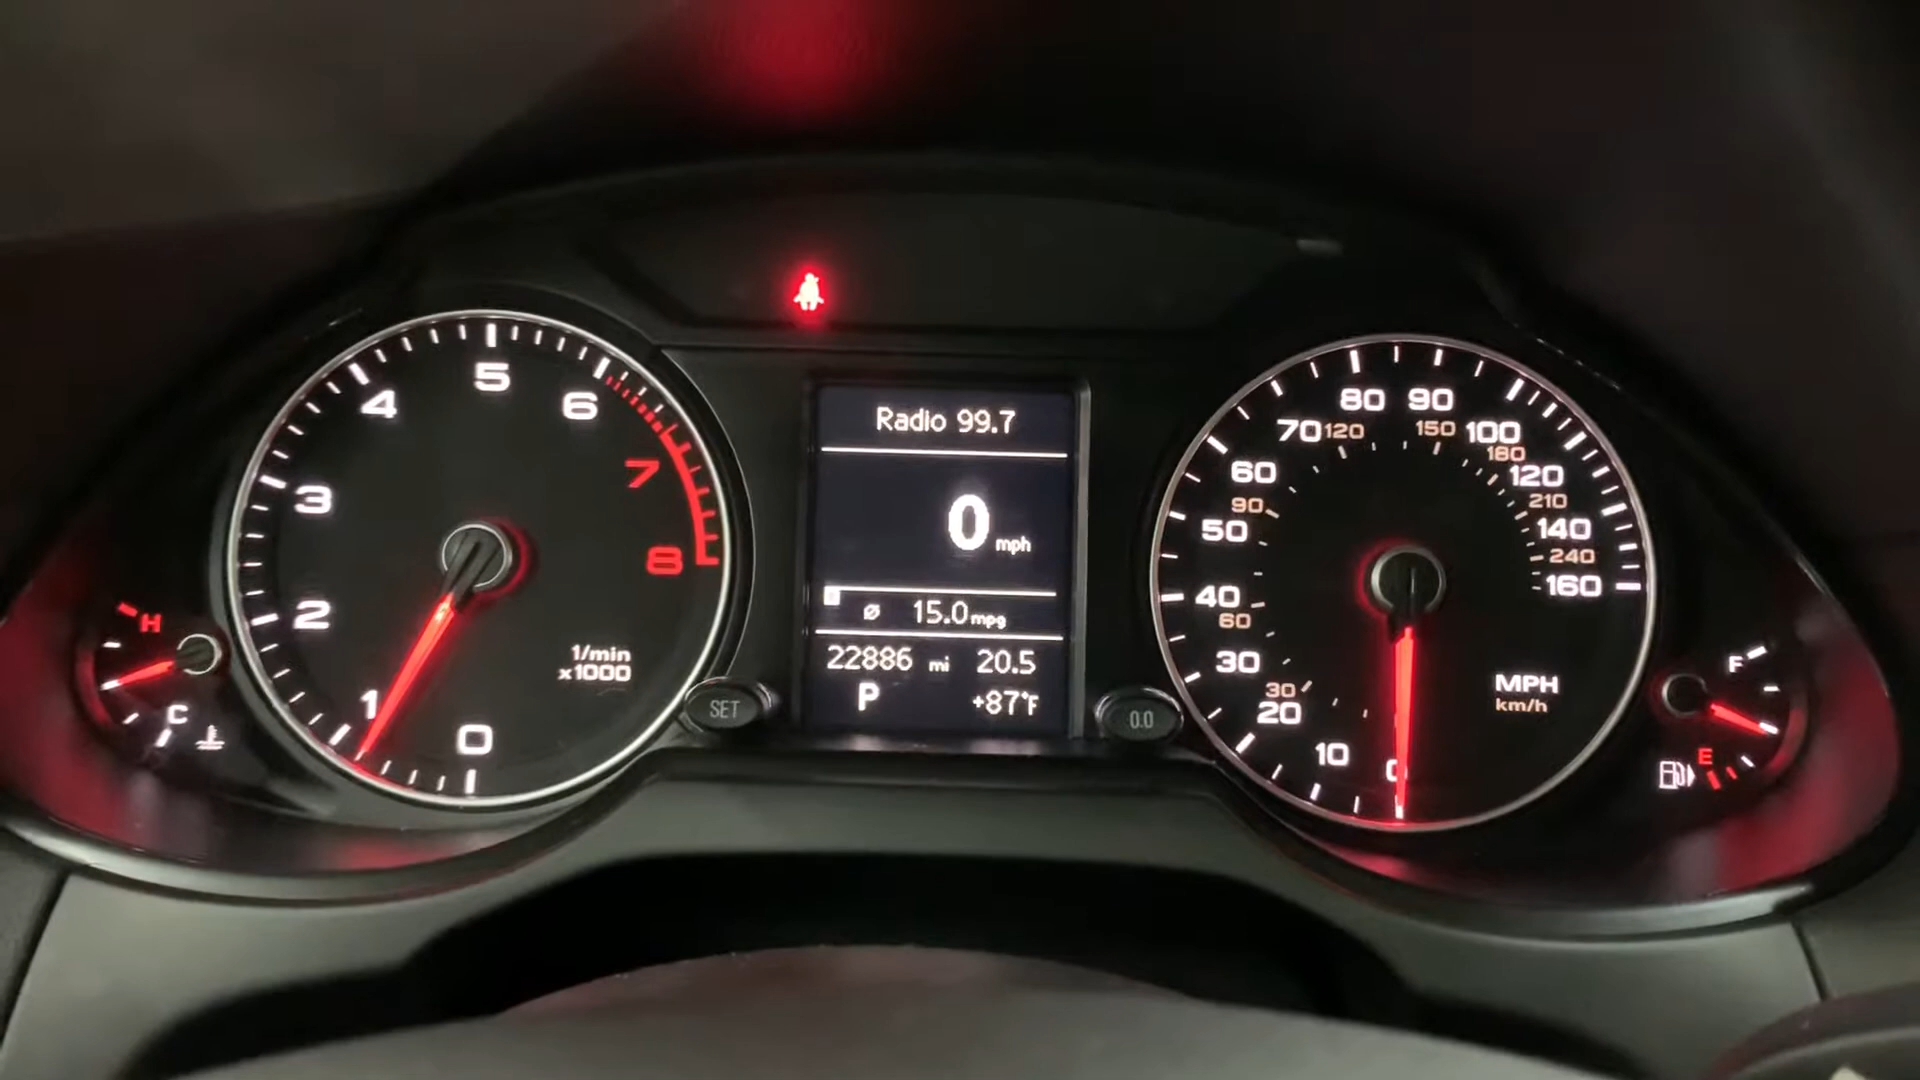 5
4
6
3
7
2
8
1
0
1/min
x1000
H
C
SET
Radio 99.7
0 mph
ø 15.0 mpg
22886 mi 20.5
P +87°F
0.0
80 90
70 120 150 100
180
60 120
90 210
50 140
240
40 160
60
30
30
20
10
0
MPH
km/h
F
E